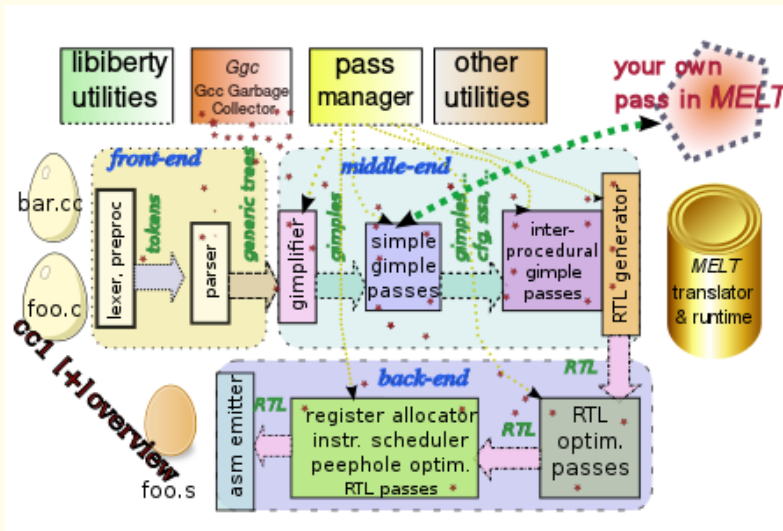 libiberty
utilities
Ggc
Gcc Garbage
Collector
pass
manager
other
utilities
your own
pass in MELT
front-end
middle-end
bar.cc
foo.c
lexer, preproc
tokens
parser
generic trees
gimplifier
gimples
simple
gimple
passes
gimples...
cfg, ssa,...
inter-
procedural
gimple
passes
RTL generator
MELT
translator
& runtime
cc1 [+] overview
foo.s
back-end
RTL
RTL
optim.
passes
RTL
register allocator
instr. scheduler
peephole optim.
RTL passes
RTL
asm emitter